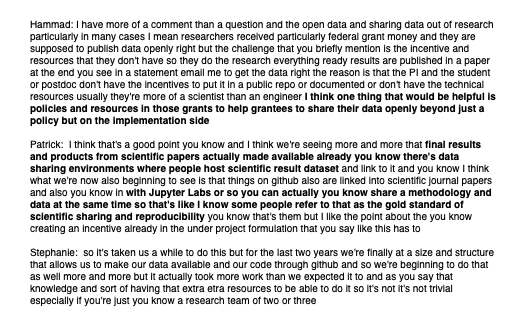 Hammad: I have more of a comment than a question and the open data and sharing data out of research
particularly in many cases I mean researchers received particularly federal grant money and they are
supposed to publish data openly right but the challenge that you briefly mention is the incentive and
resources that they don't have so they do the research everything ready results are published in a paper
at the end you see in a statement email me to get the data right the reason is that the PI and the student
or postdoc don't have the incentives to put it in a public repo or documented or don't have the technical
resources usually they're more of a scientist than an engineer I think one thing that would be helpful is
policies and resources in those grants to help grantees to share their data openly beyond just a
policy but on the implementation side

Patrick: I think that's a good point you know and I think we're seeing more and more that final results
and products from scientific papers actually made available already you know there's data
sharing environments where people host scientific result dataset and link to it and you know I think
what we're now also beginning to see is that things on github also are linked into scientific journal papers
and also you know in with Jupyter Labs or so you can actually you know share a methodology and
data at the same time so that's like I know some people refer to that as the gold standard of
scientific sharing and reproducibility you know that's them but I like the point about the you know
creating an incentive already in the under project formulation that you say like this has to

Stephanie: so it's taken us a while to do this but for the last two years we're finally at a size and structure
that allows us to make our data available and our code through github and so we're beginning to do that
as well more and more but it actually took more work than we expected it to and as you say that
knowledge and sort of having that extra etra resources to be able to do it so it's not it's not trivial
especially if you're just you know a research team of two or three